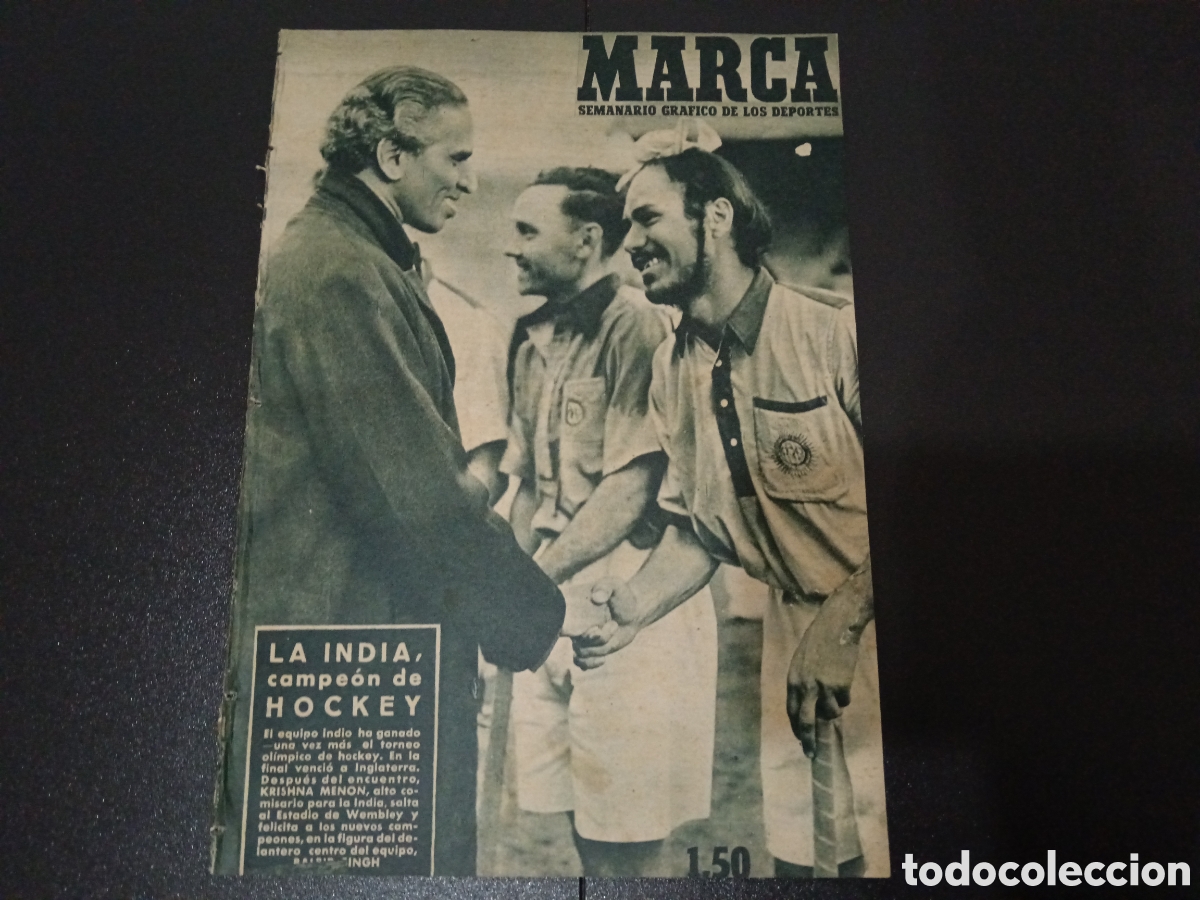 MARCA
SEMANARIO GRAFICO DE LOS DEPORTES
LA INDIA,
campeón de
HOCKEY
El equipo indio ha ganado
—una vez más el torneo
olímpico de hockey. En la
final venció a Inglaterra.
Después del encuentro,
KRISHNA MENON, alto co-
misario para la India, salta
al Estadio de Wembley y
felicita a los nuevos cam-
peones, en la figura del de-
lantero centro del equipo,
BALBIR SINGH
1,50
todocoleccion